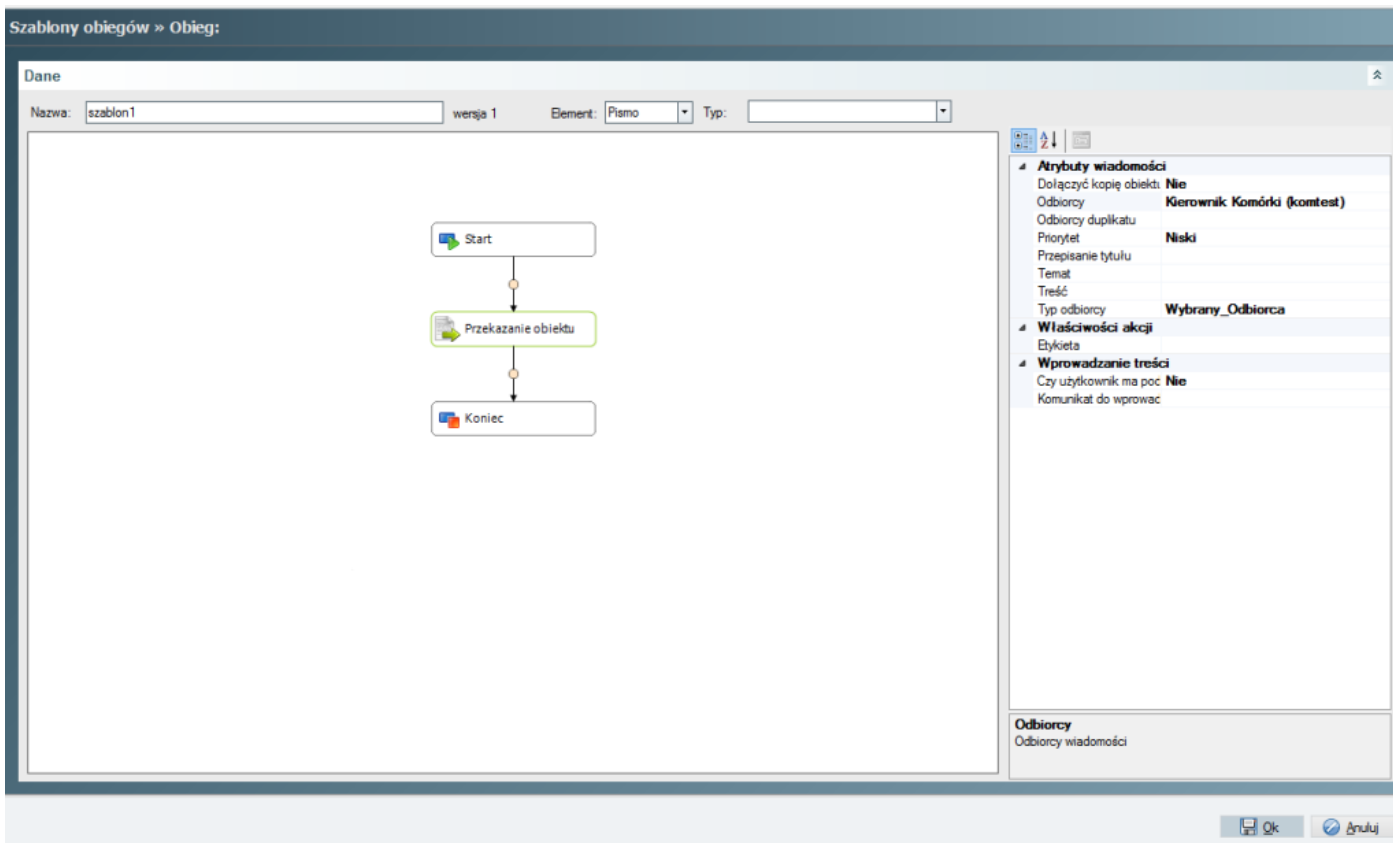 Szablony obiegów » Obieg:
Dane
Nazwa: szablon1 wersja 1 Element: Pismo Typ:
Start
Przekazanie obiektu
Koniec
Atrybuty wiadomości
Dołączyć kopię obiektu Nie
Odbiorcy Kierownik Komórki (komtest)
Odbiorcy duplikatu
Priorytet Niski
Przepisanie tytułu
Temat
Treść
Typ odbiorcy Wybrany_Odbiorca
Właściwości akcji
Etykieta
Wprowadzanie treści
Czy użytkownik ma poc Nie
Komunikat do wprowac
Odbiorcy
Odbiorcy wiadomości
Ok Anuluj